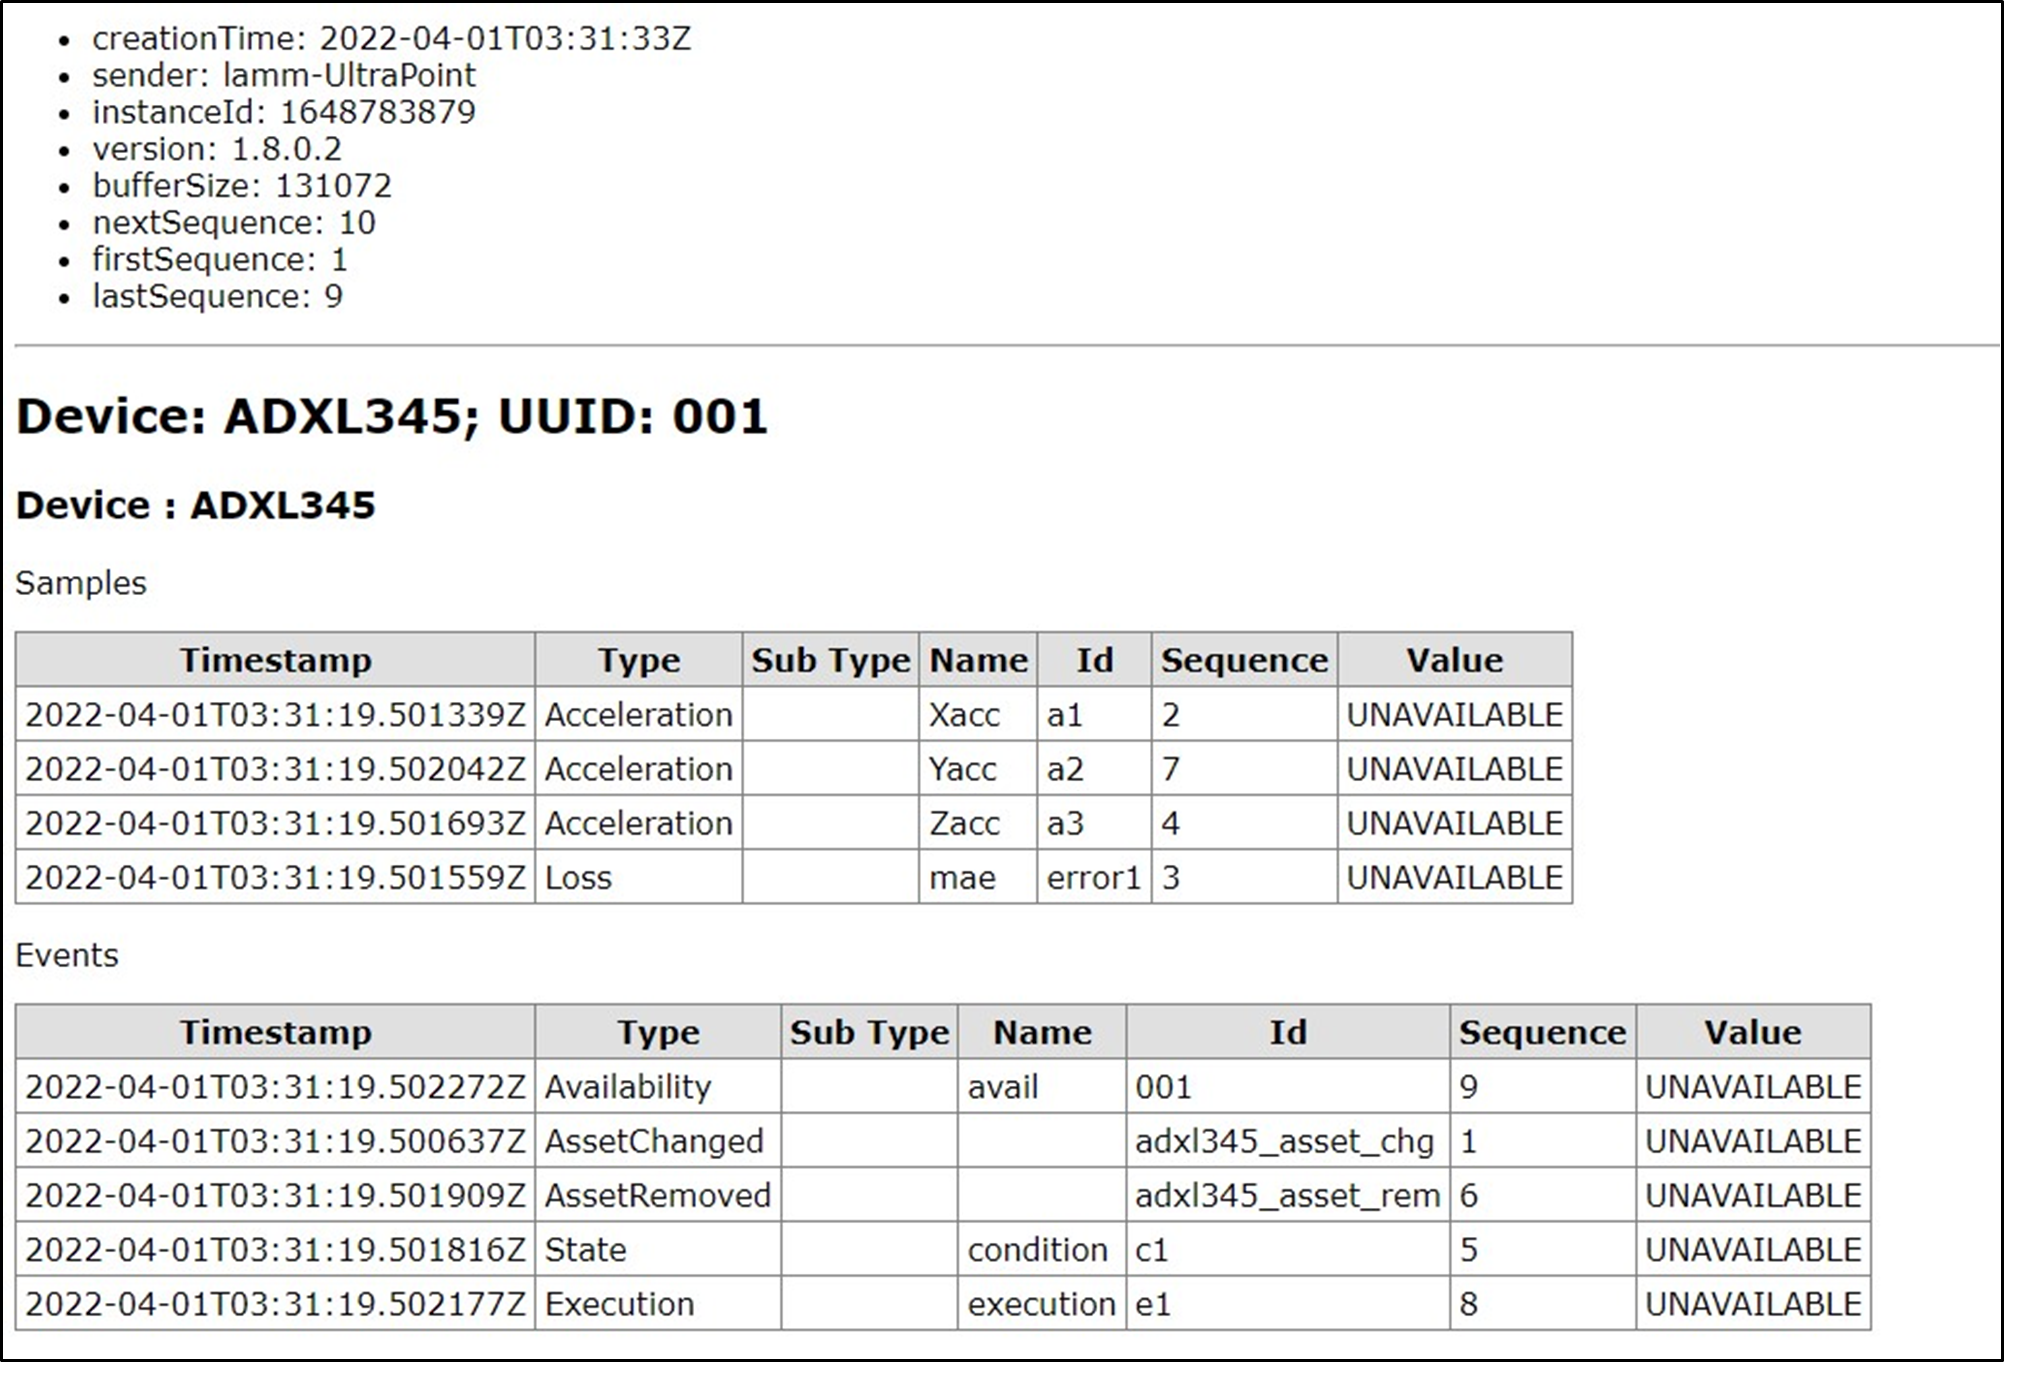 creationTime: 2022-04-01T03:31:33Z
sender: lamm-UltraPoint
instanceId: 1648783879
version: 1.8.0.2
bufferSize: 131072
nextSequence: 10
firstSequence: 1
lastSequence: 9
Device: ADXL345; UUID: 001
Device : ADXL345
Samples
Timestamp Type Sub Type Name Id Sequence Value
2022-04-01T03:31:19.501339Z Acceleration Xacc a1 2 UNAVAILABLE
2022-04-01T03:31:19.502042Z Acceleration Yacc a2 7 UNAVAILABLE
2022-04-01T03:31:19.501693Z Acceleration Zacc a3 4 UNAVAILABLE
2022-04-01T03:31:19.501559Z Loss mae error1 3 UNAVAILABLE
Events
Timestamp Type Sub Type Name Id Sequence Value
2022-04-01T03:31:19.502272Z Availability avail 001 9 UNAVAILABLE
2022-04-01T03:31:19.500637Z AssetChanged adxl345_asset_chg 1 UNAVAILABLE
2022-04-01T03:31:19.501909Z AssetRemoved adxl345_asset_rem 6 UNAVAILABLE
2022-04-01T03:31:19.501816Z State condition c1 5 UNAVAILABLE
2022-04-01T03:31:19.502177Z Execution execution e1 8 UNAVAILABLE